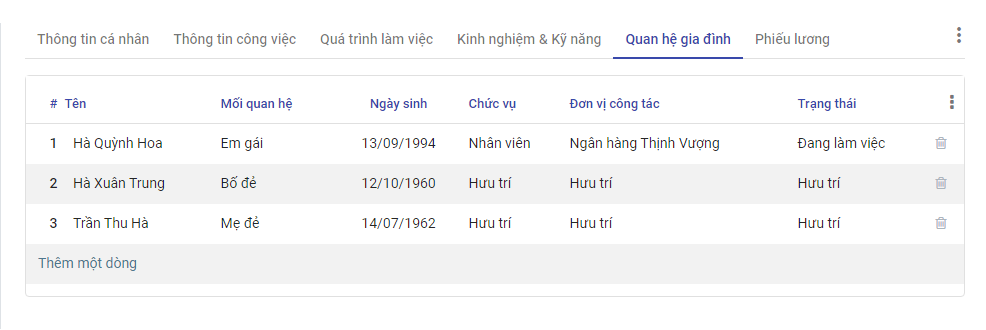 Thông tin cá nhân Thông tin công việc Quá trình làm việc Kinh nghiệm & Kỹ năng Quan hệ gia đình Phiếu lương
# Tên Mối quan hệ Ngày sinh Chức vụ Đơn vị công tác Trạng thái
1 Hà Quỳnh Hoa Em gái 13/09/1994 Nhân viên Ngân hàng Thịnh Vượng Đang làm việc
2 Hà Xuân Trung Bố đẻ 12/10/1960 Hưu trí Hưu trí Hưu trí
3 Trần Thu Hà Mẹ đẻ 14/07/1962 Hưu trí Hưu trí Hưu trí
Thêm một dòng